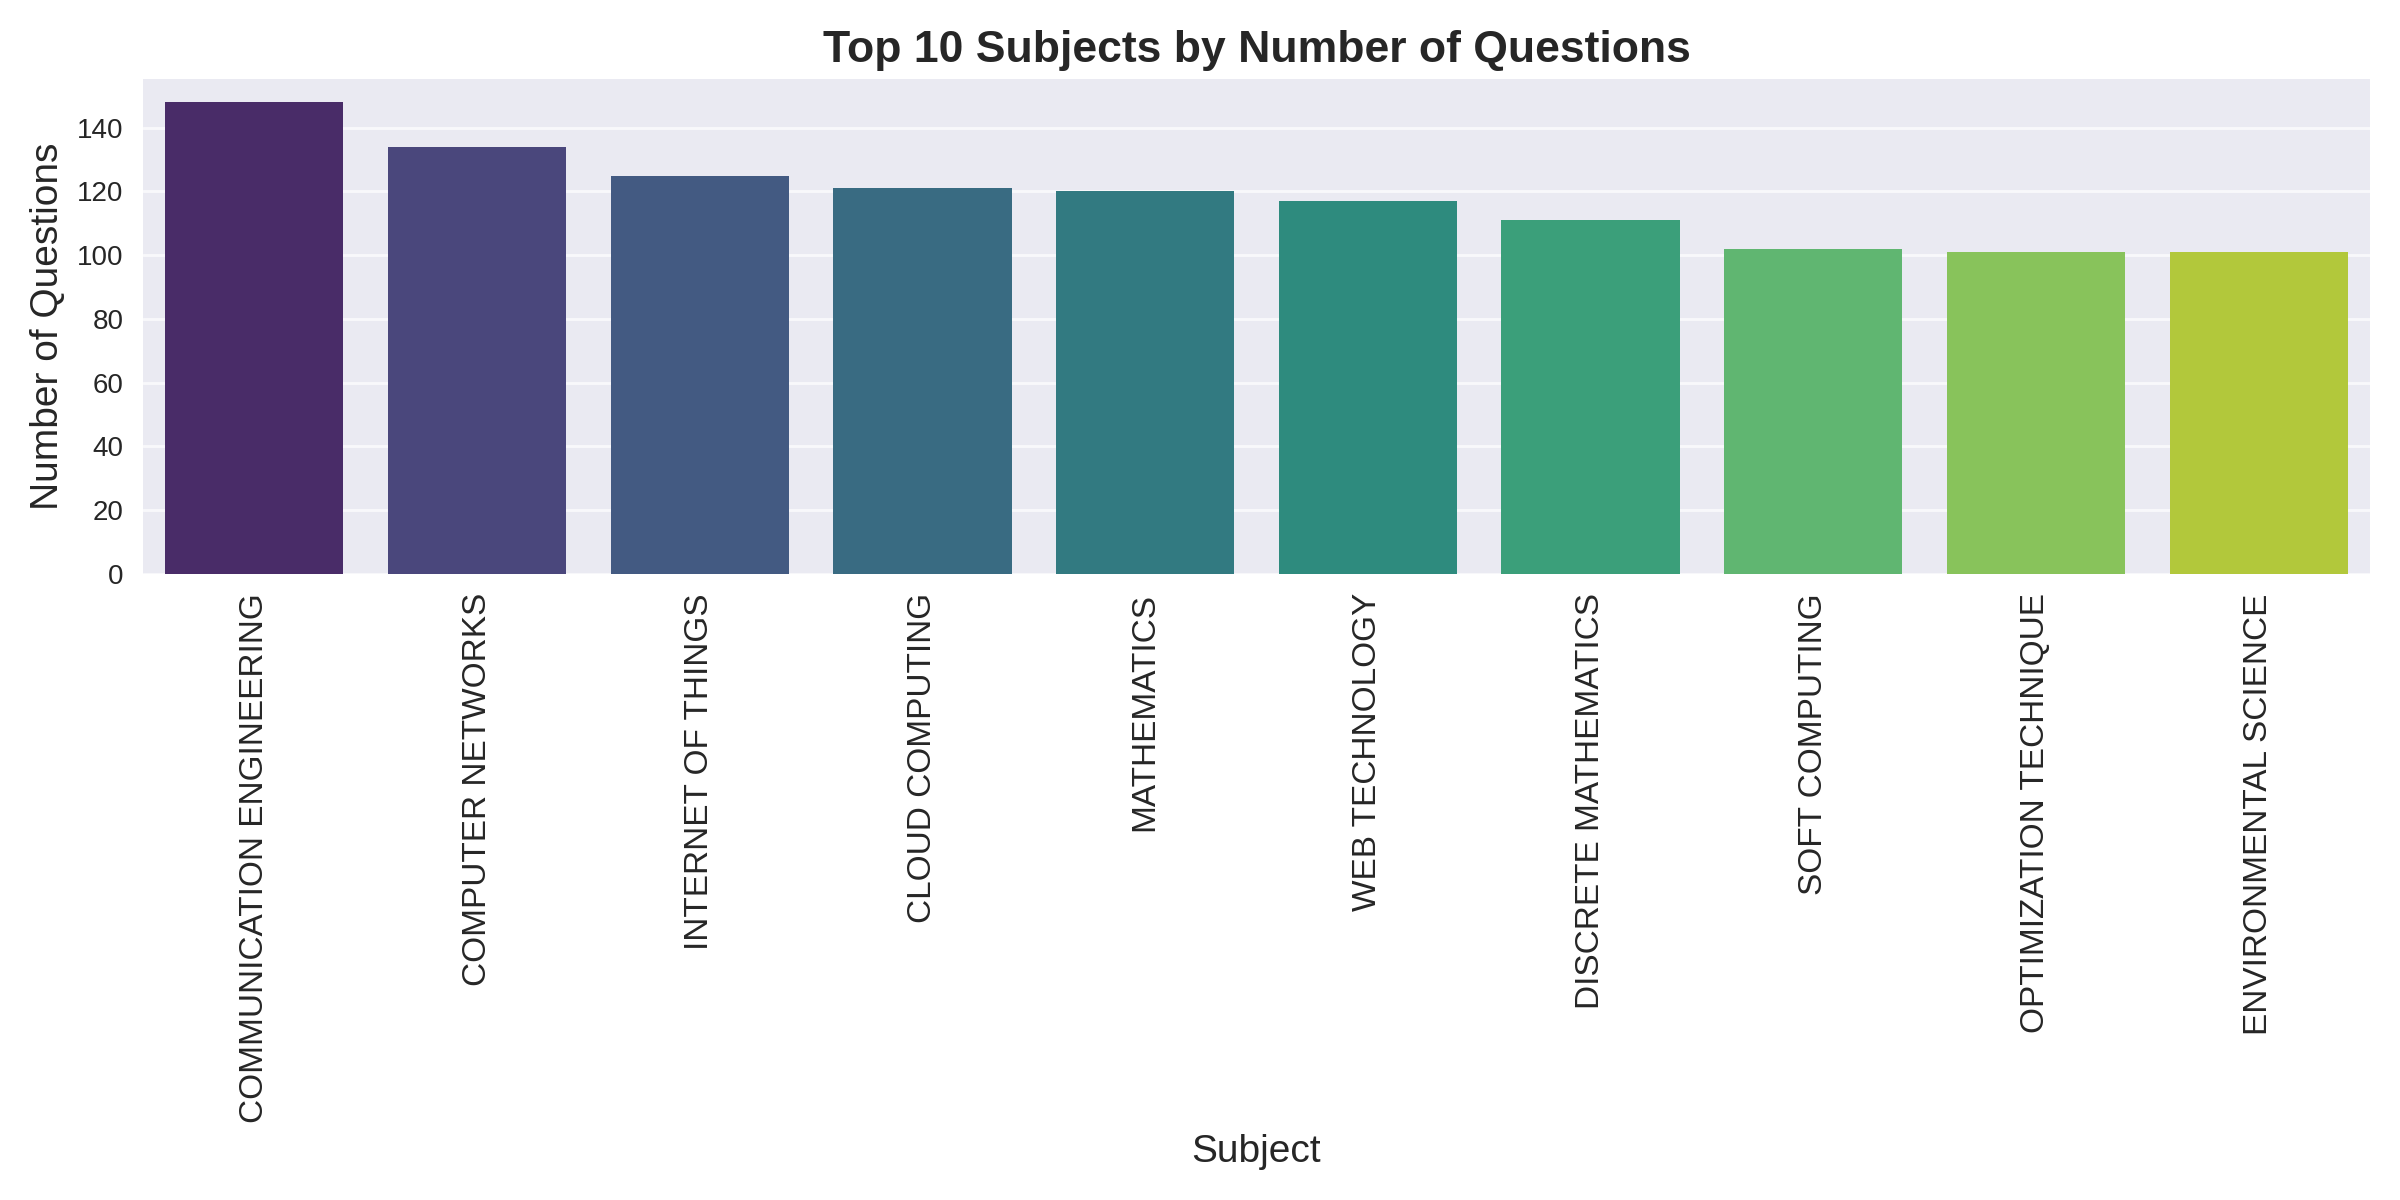 Top 10 Subjects by Number of Questions
Number of Questions
140
120
100
80
60
40
20
0
COMMUNICATION ENGINEERING
COMPUTER NETWORKS
INTERNET OF THINGS
CLOUD COMPUTING
MATHEMATICS
WEB TECHNOLOGY
DISCRETE MATHEMATICS
SOFT COMPUTING
OPTIMIZATION TECHNIQUE
ENVIRONMENTAL SCIENCE
Subject